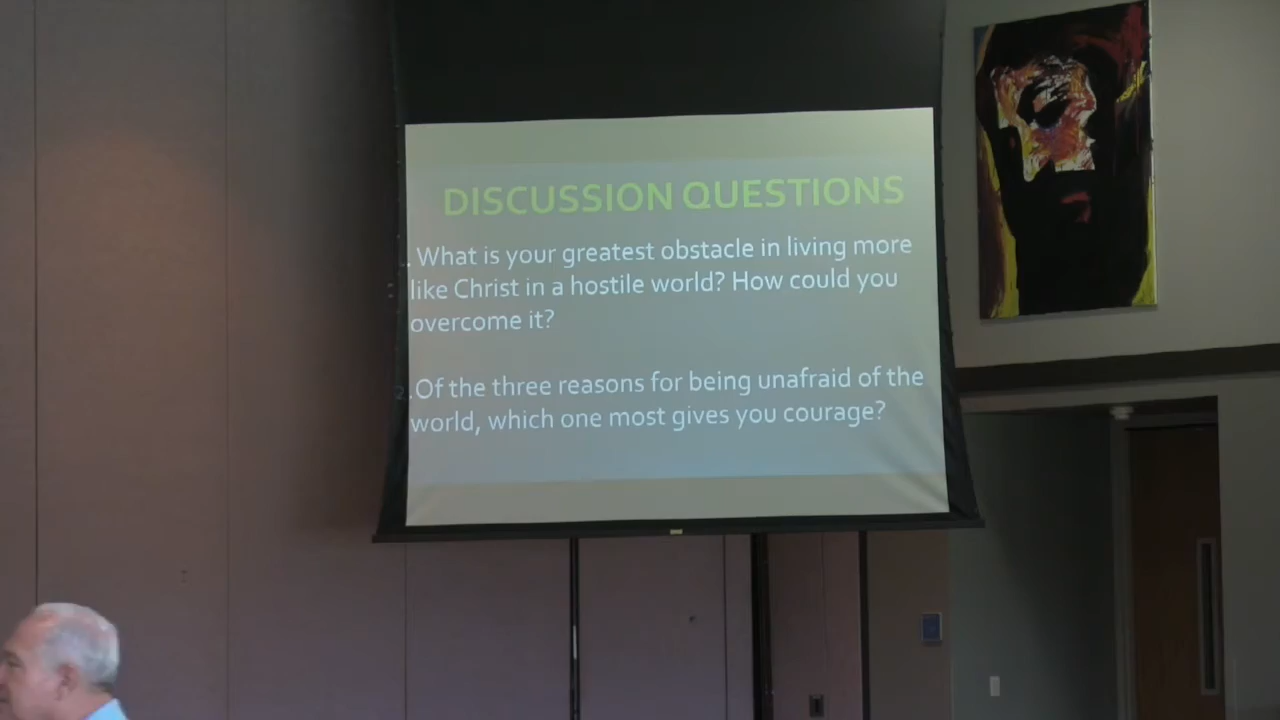 DISCUSSION QUESTIONS
. What is your greatest obstacle in living more
like Christ in a hostile world? How could you
overcome it?
2.Of the three reasons for being unafraid of the
world, which one most gives you courage?